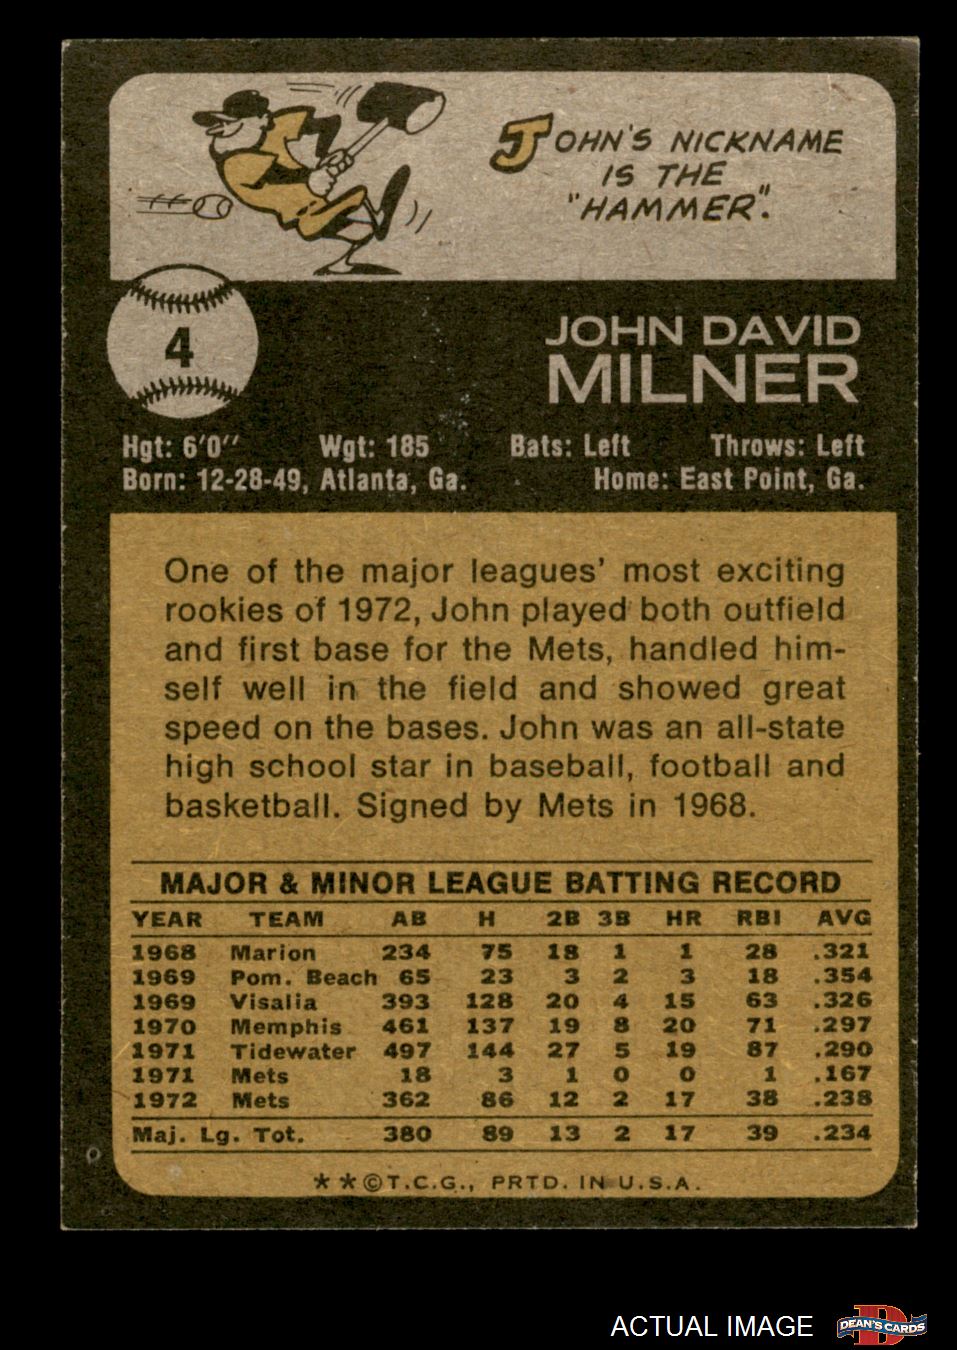 JOHN'S NICKNAME
IS THE
"HAMMER".
4
JOHN DAVID
MILNER
Hgt: 6'0" Wgt: 185 Bats: Left Throws: Left
Born: 12-28-49, Atlanta, Ga. Home: East Point, Ga.
One of the major leagues' most exciting
rookies of 1972, John played both outfield
and first base for the Mets, handled him-
self well in the field and showed great
speed on the bases. John was an all-state
high school star in baseball, football and
basketball. Signed by Mets in 1968.
MAJOR & MINOR LEAGUE BATTING RECORD
YEAR TEAM AB H 2B 3B HR RBI AVG
1968 Marion 234 75 18 1 1 28 .321
1969 Pom. Beach 65 23 3 2 3 18 .354
1969 Visalia 393 128 20 4 15 63 .326
1970 Memphis 461 137 19 8 20 71 .297
1971 Tidewater 497 144 27 5 19 87 .290
1971 Mets 18 3 1 0 0 1 .167
1972 Mets 362 86 12 2 17 38 .238
Maj. Lg. Tot. 380 89 13 2 17 39 .234
**©T.C.G., PRTD. IN U.S.A.
ACTUAL IMAGE
D
DEAN'S CARDS